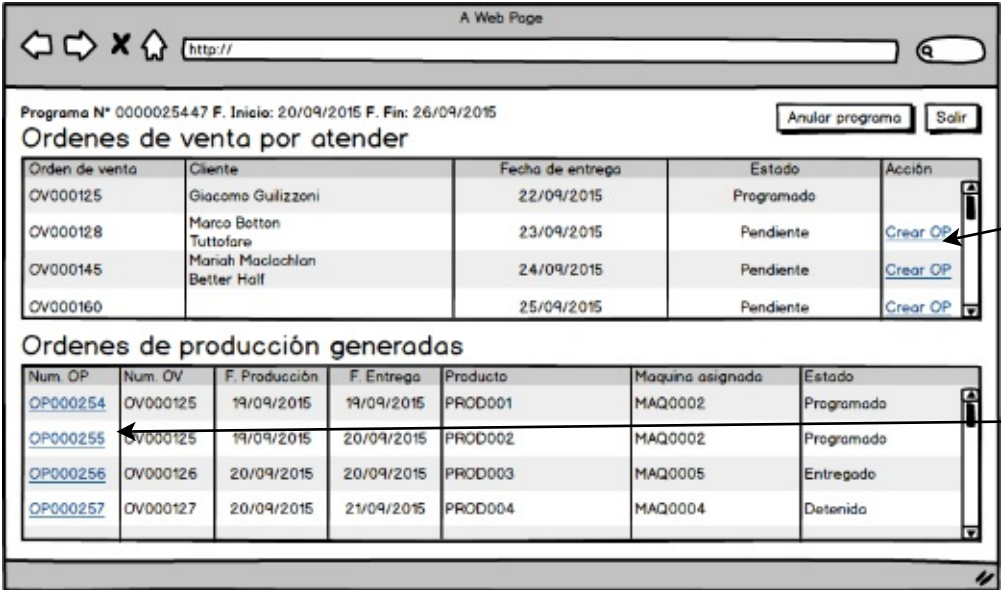 A Web Page
http://
Programa N° 0000025447 F. Inicio: 20/09/2015 F. Fin: 26/09/2015
Anular programa Salir
Ordenes de venta por atender
Orden de venta Cliente Fecha de entrega Estado Acción
OV000125 Giacomo Guilizzoni 22/09/2015 Programado
OV000128 Marco Botton Tuttofare 23/09/2015 Pendiente Crear OP
OV000145 Mariah Maclachlan Better Half 24/09/2015 Pendiente Crear OP
OV000160 25/09/2015 Pendiente Crear OP
Ordenes de producción generadas
Num. OP Num. OV F. Producción F. Entrega Producto Maquina asignada Estado
OP000254 OV000125 19/09/2015 19/09/2015 PROD001 MAQ0002 Programado
OP000255 OV000125 19/09/2015 20/09/2015 PROD002 MAQ0002 Programado
OP000256 OV000126 20/09/2015 20/09/2015 PROD003 MAQ0005 Entregado
OP000257 OV000127 20/09/2015 21/09/2015 PROD004 MAQ0004 Detenido